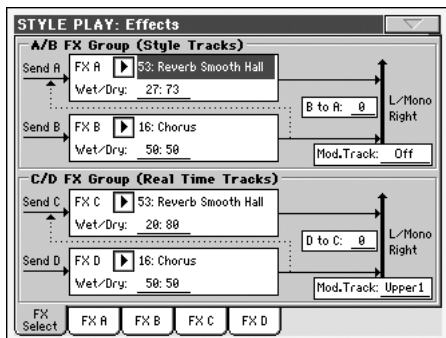 STYLE PLAY: Effects
A/B FX Group (Style Tracks)
Send A FX A 53: Reverb Smooth Hall
Wet/Dry: 27: 73
B to A: 0 L/Mono
Right
Send B FX B 16: Chorus
Wet/Dry: 50: 50
Mod.Track: Off
C/D FX Group (Real Time Tracks)
Send C FX C 53: Reverb Smooth Hall
Wet/Dry: 20: 80
D to C: 0 L/Mono
Right
Send D FX D 16: Chorus
Wet/Dry: 50: 50
Mod.Track: Upper1
FX Select FX A FX B FX C FX D